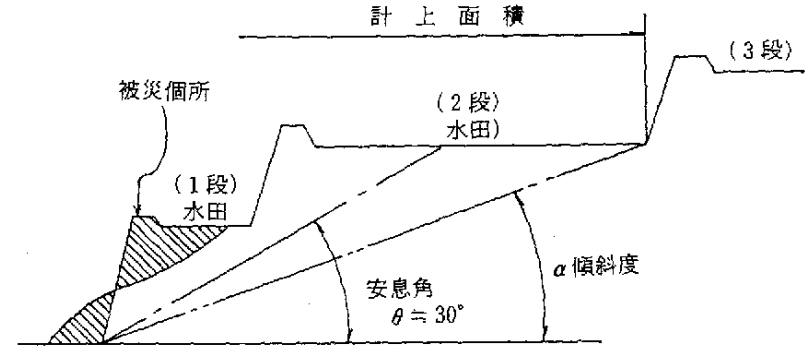 計上面積
(3段)
被災個所
(2段)
水田)
(1段)
水田
α傾斜度
安息角
θ≒30°